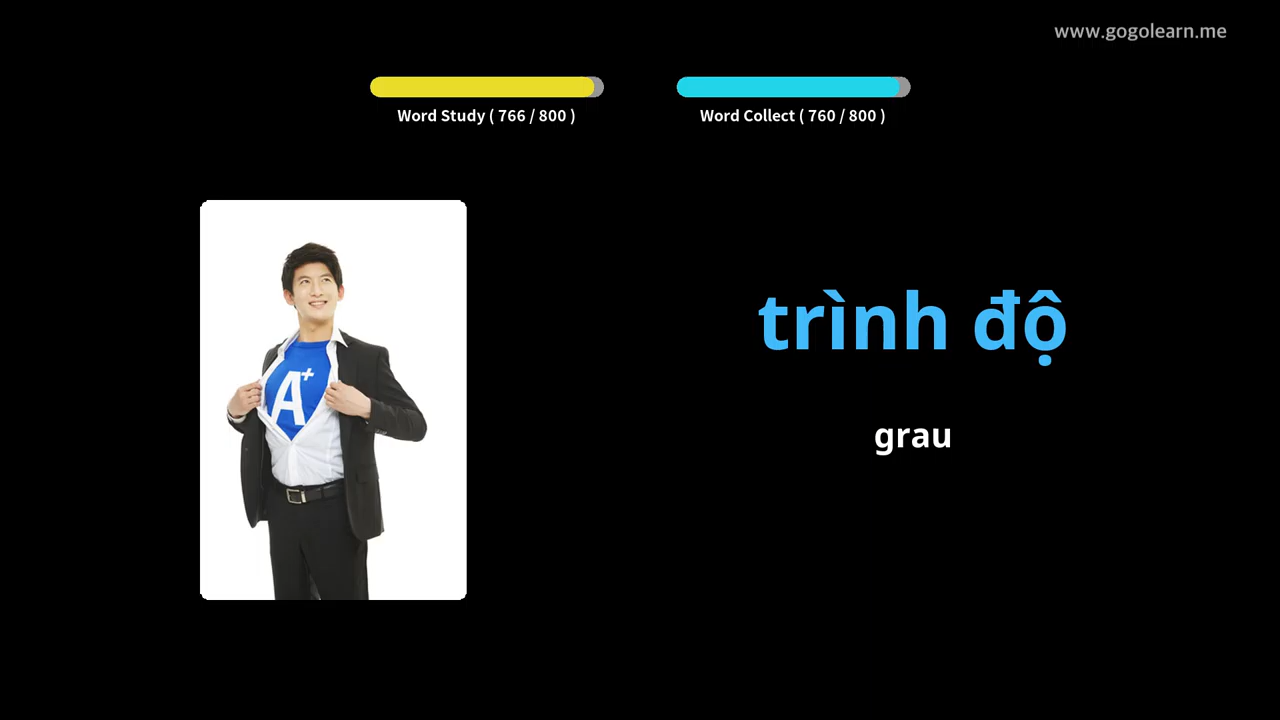 www.gogolearn.me
Word Study ( 766 / 800 )
Word Collect ( 760 / 800 )
A+
trình độ
grau